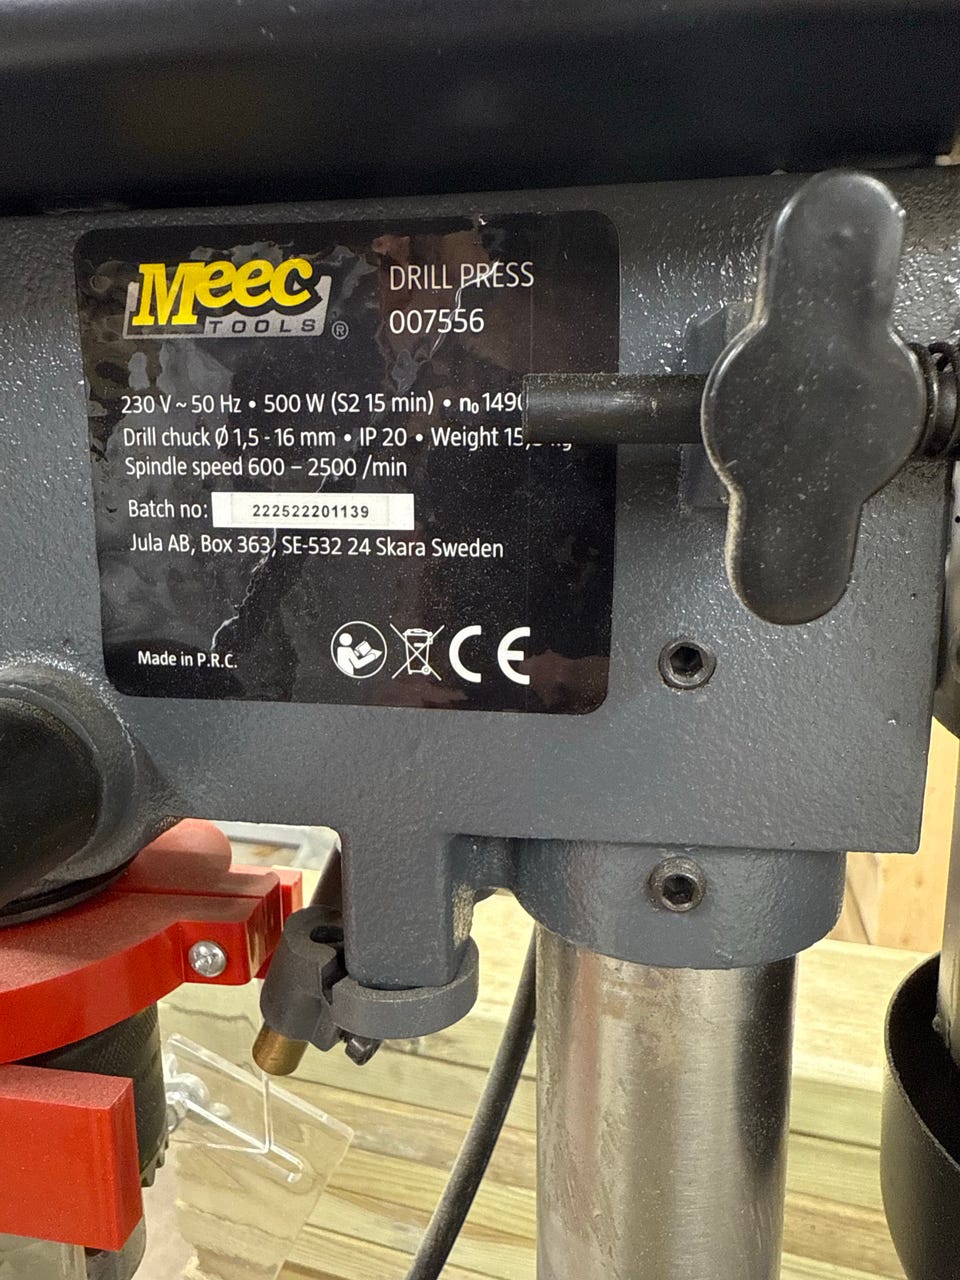 Meec
TOOLS ®
DRILL PRESS
007556
230 V ~ 50 Hz • 500 W (S2 15 min) • n₀
Drill chuck Ø 1,5 - 16 mm • IP 20 • Weight
Spindle speed 600 – 2500 /min
Batch no: 222522201139
Jula AB, Box 363, SE-532 24 Skara Sweden
Made in P.R.C.
CE